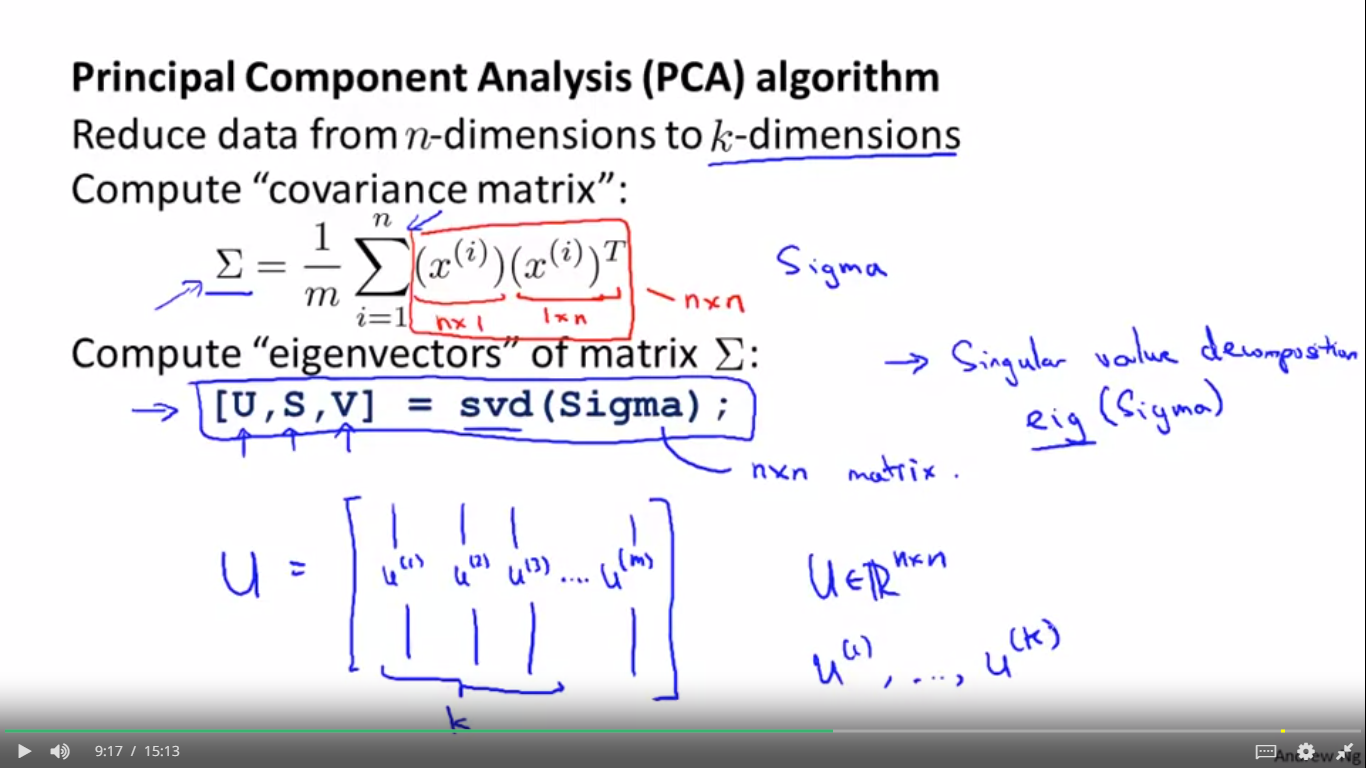 Principal Component Analysis (PCA) algorithm
Reduce data from n-dimensions to k-dimensions
Compute “covariance matrix”:
Σ = 1/m ∑_{i=1}^{n} (x^{(i)})(x^{(i)})^T
n×1 1×n
n×n
Sigma
Compute “eigenvectors” of matrix Σ:
→ Singular value decomposition
→ [U,S,V] = svd(Sigma);
eig (Sigma)
n×n matrix.
U = [ u^{(1)} u^{(2)} u^{(3)} .... u^{(m)} ]
k
U ∈ ℝ^{n×n}
u^{(1)}, ..., u^{(k)}
9:17 / 15:13
Andrew Ng